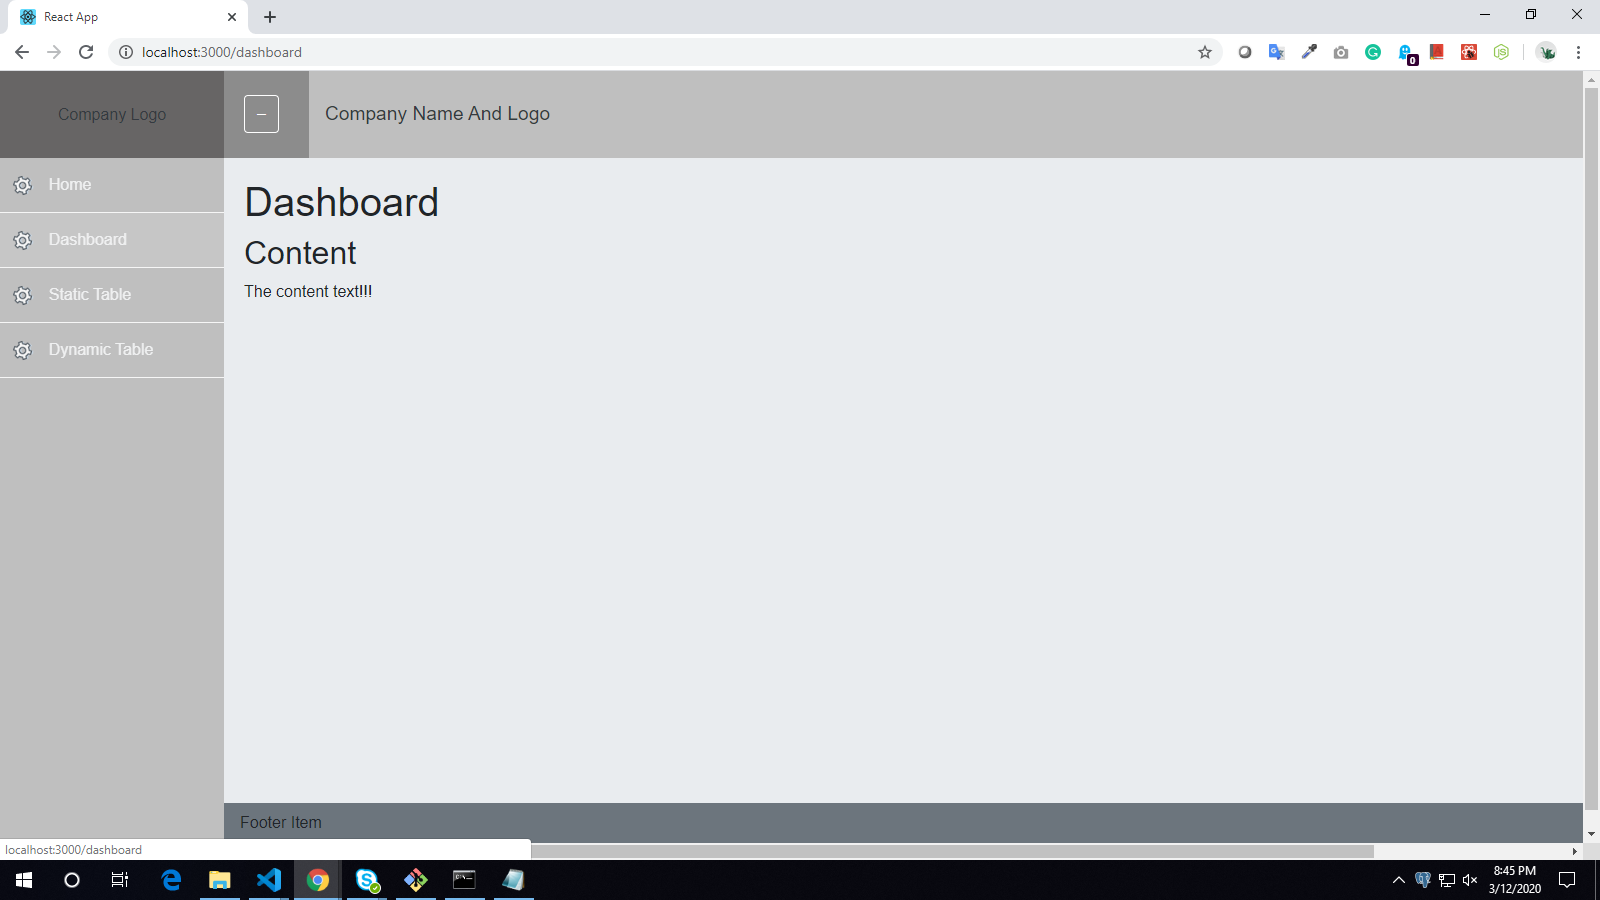 React App
localhost:3000/dashboard
0
Company Logo
–
Company Name And Logo
Home
Dashboard
Static Table
Dynamic Table
Dashboard
Content
The content text!!!
Footer Item
localhost:3000/dashboard
8:45 PM
3/12/2020